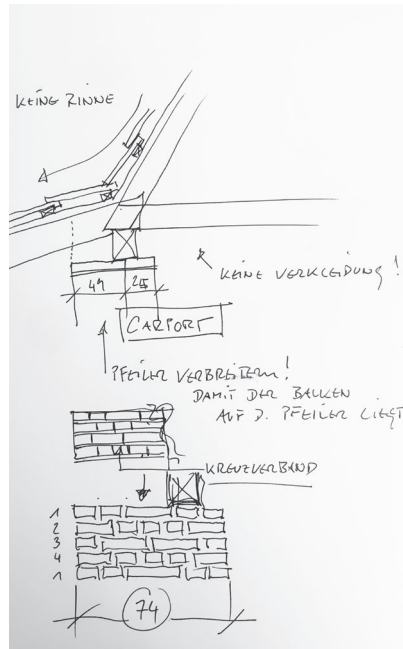 KEINE RINNE
KEINE VERKLEIDUNG!
49
25
CARPORT
PFEILER VERBREITERN!
DAMIT DER BALKEN
AUF D. PFEILER LIEGT
KREUZVERBAND
1
2
3
4
1
74